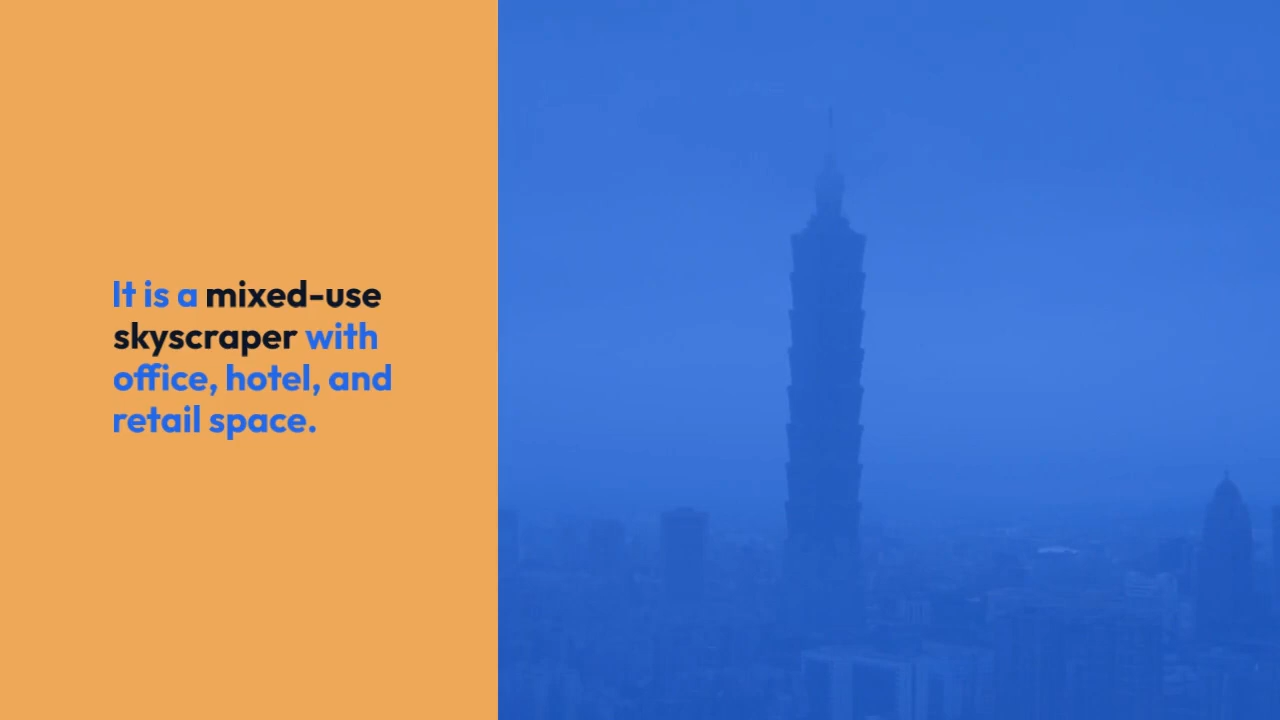 It is a mixed-use
skyscraper with
office, hotel, and
retail space.